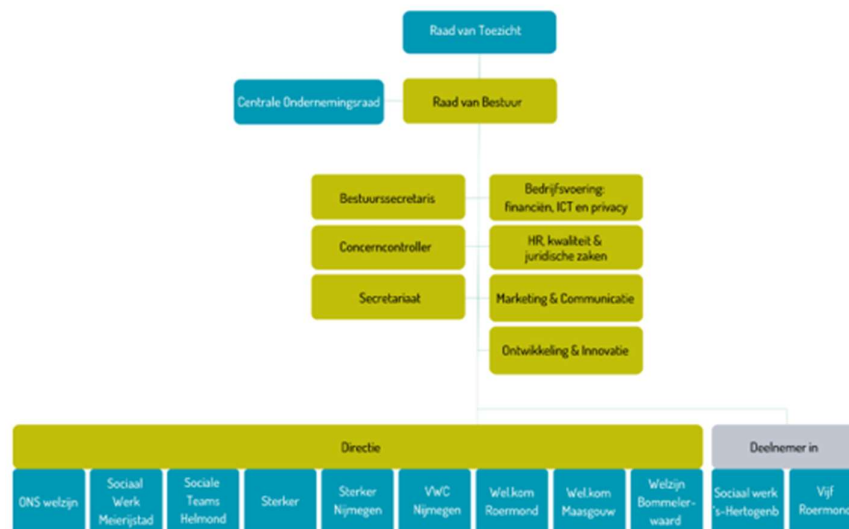 Raad van Toezicht
Centrale Ondernemingsraad
Raad van Bestuur
Bestuurssecretaris
Bedrijfsvoering:
financiën, ICT en privacy
Concerncontroller
HR, kwaliteit &
juridische zaken
Secretariaat
Marketing & Communicatie
Ontwikkeling & Innovatie
Directie
Deelnemer in
ONS welzijn
Sociaal
Werk
Meierijstad
Sociale
Teams
Helmond
Sterker
Sterker
Nijmegen
VWC
Nijmegen
Wel.kom
Roermond
Wel.kom
Maasgouw
Welzijn
Bommeler-
waard
Sociaal werk
's-Hertogenb
Vijf
Roermond